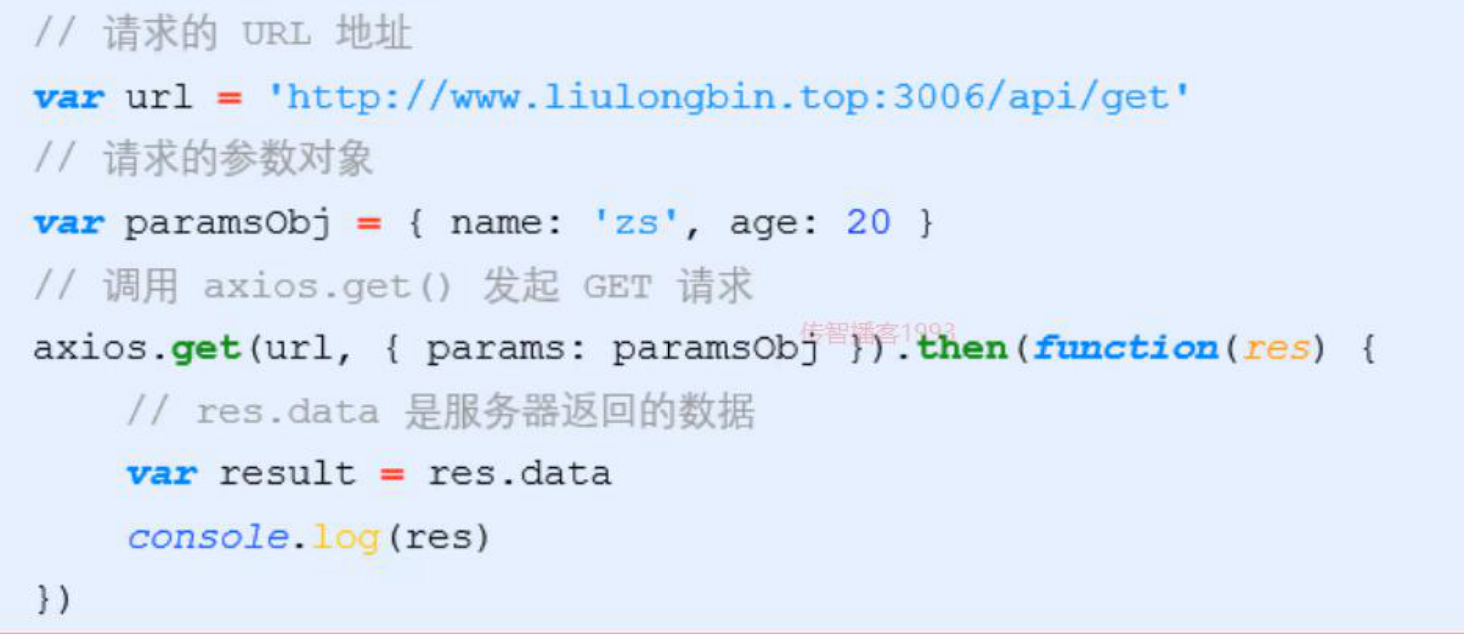 // 请求的 URL 地址
var url = 'http://www.liulongbin.top:3006/api/get'
// 请求的参数对象
var paramsObj = { name: 'zs', age: 20 }
// 调用 axios.get() 发起 GET 请求
传智播客1993
axios.get(url, { params: paramsObj }).then(function(res) {
    // res.data 是服务器返回的数据
    var result = res.data
    console.log(res)
})